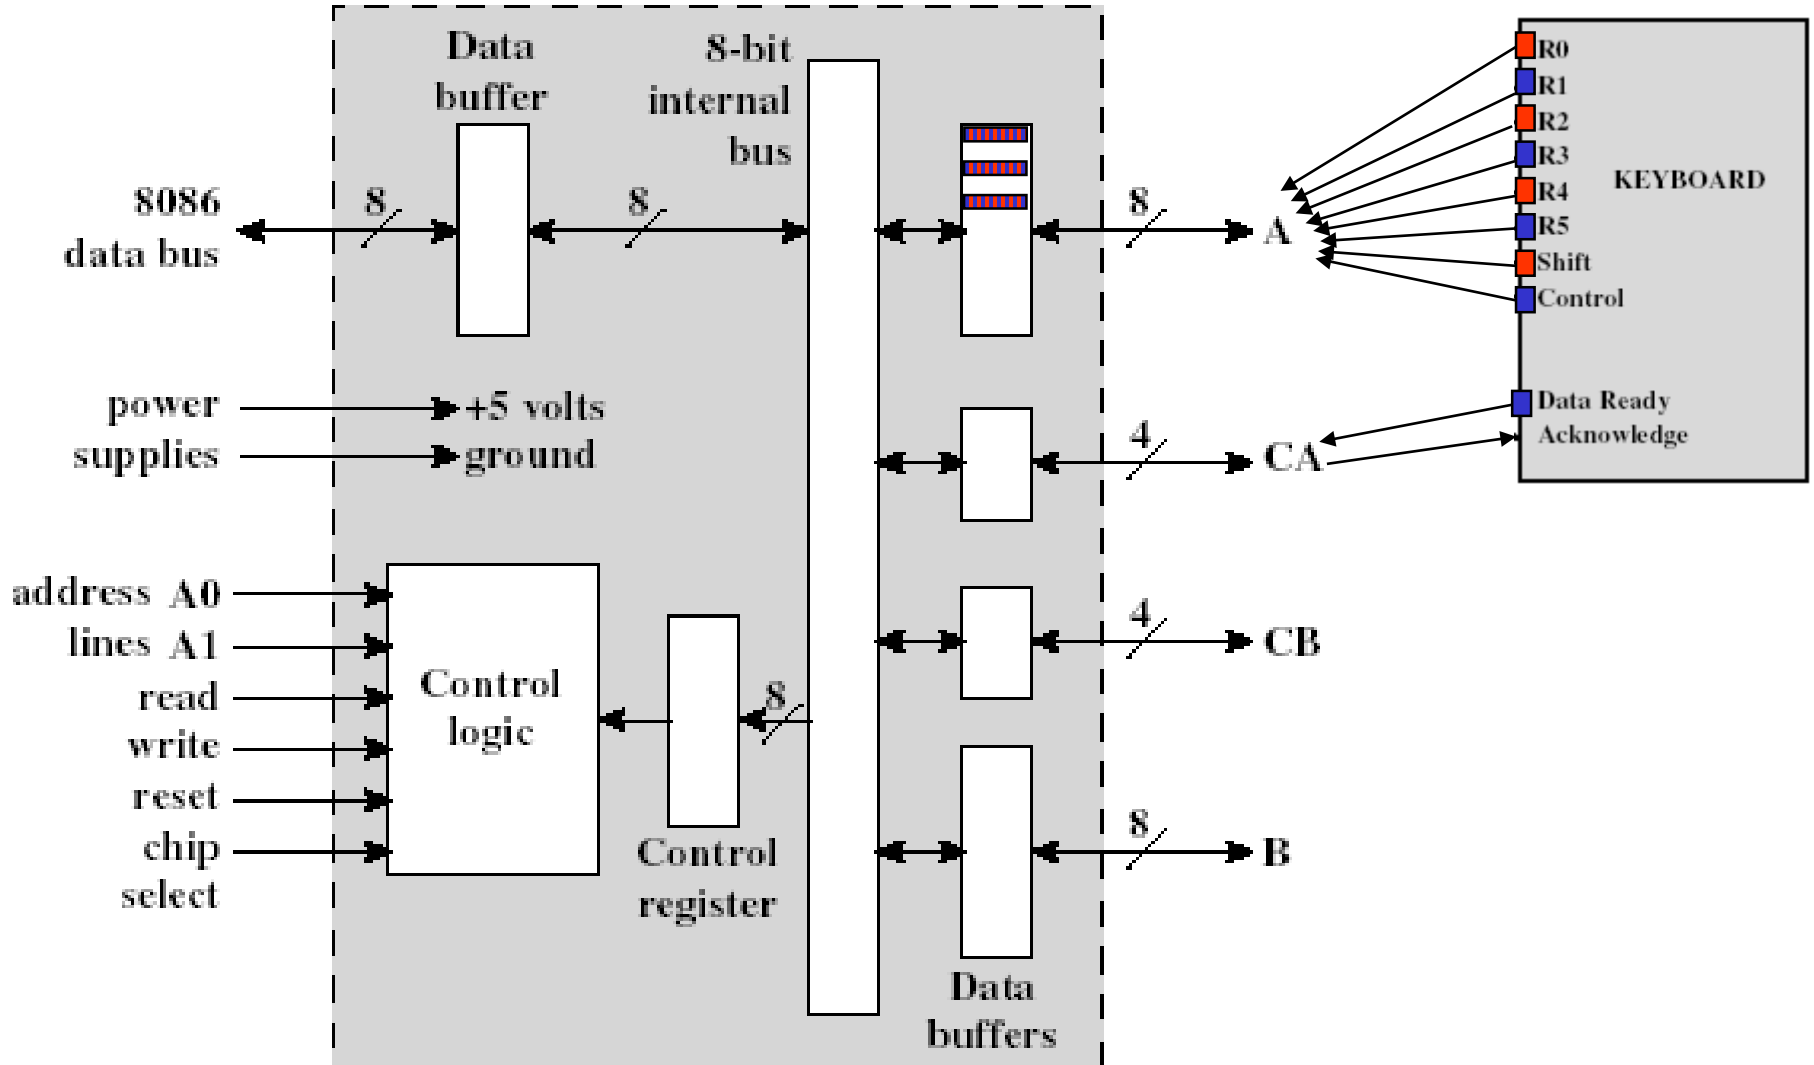 Data
buffer
8-bit
internal
bus
8086
data bus
8
8
8
A
R0
R1
R2
R3
R4
R5
Shift
Control
KEYBOARD
Data Ready
Acknowledge
power
supplies
+5 volts
ground
4
CA
address A0
lines A1
read
write
reset
chip
select
Control
logic
8
Control
register
4
CB
8
B
Data
buffers